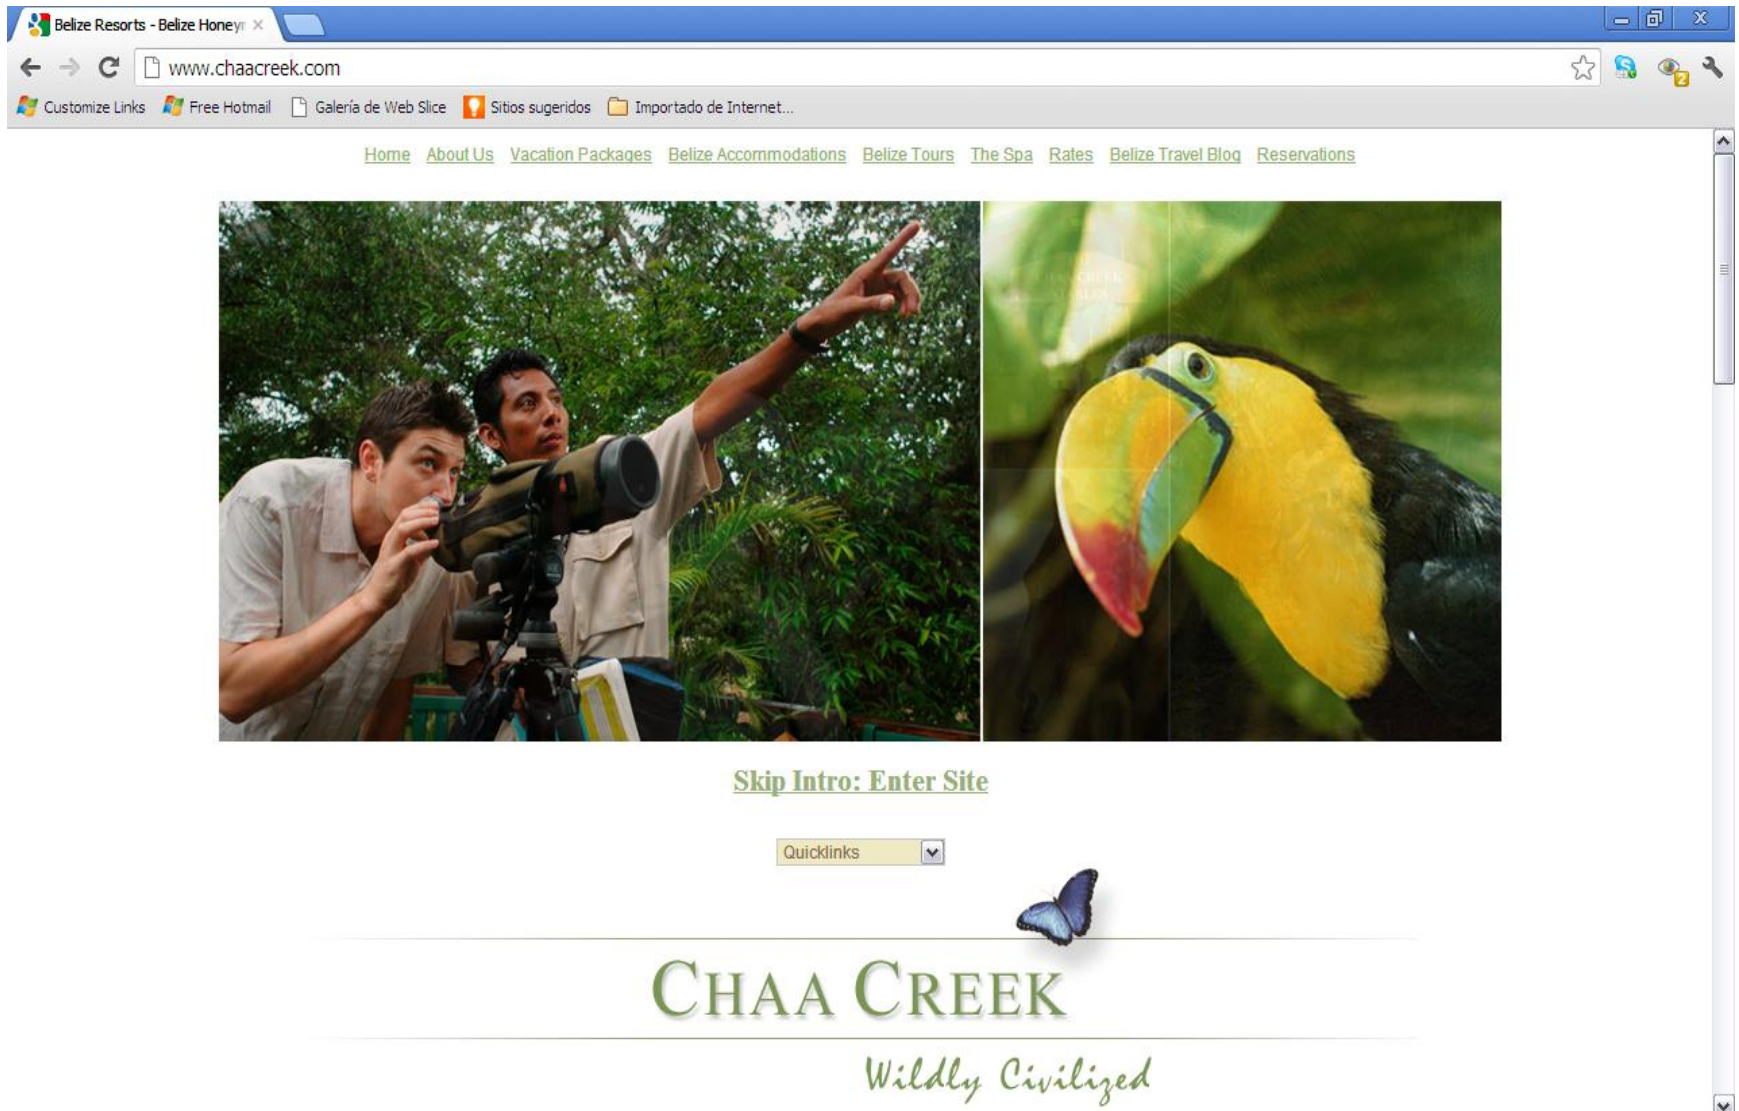 Belize Resorts - Belize Honeyr
www.chaacreek.com
2
Customize Links Free Hotmail Galería de Web Slice Sitios sugeridos Importado de Internet...
Home About Us Vacation Packages Belize Accommodations Belize Tours The Spa Rates Belize Travel Blog Reservations
Skip Intro: Enter Site
Quicklinks
CHAA CREEK
Wildly Civilized